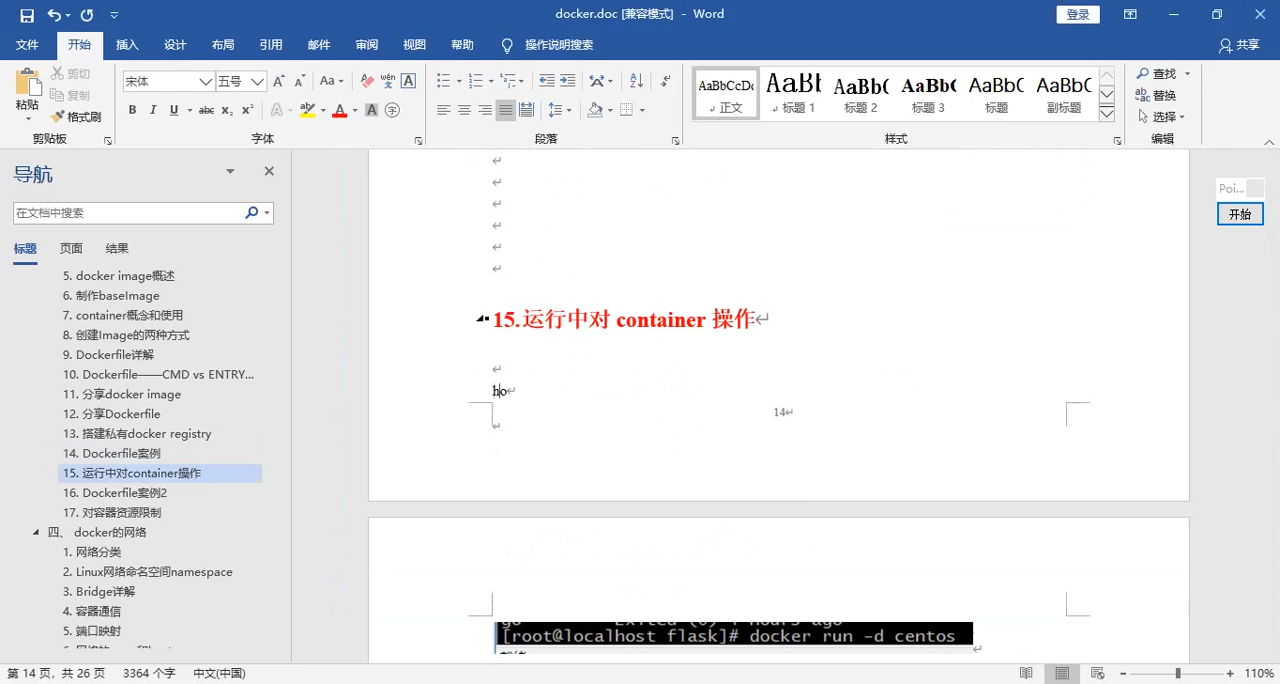 docker.doc [兼容模式] - Word
登录
文件 开始 插入 设计 布局 引用 邮件 审阅 视图 帮助 操作说明搜索 共享
剪切
复制
格式刷
粘贴
剪贴板
宋体 五号 Aa wén 文 A
B I U abc x₂ x² A ab A A 字
字体
段落
AaBbCcDc AaBl AaBbC AaBbC AaBbC AaBbC
正文 标题 1 标题 2 标题 3 标题 副标题
样式
查找
替换
选择
编辑
导航
在文档中搜索
标题 页面 结果
5. docker image概述
6. 制作baseImage
7. container概念和使用
8. 创建Image的两种方式
9. Dockerfile详解
10. Dockerfile——CMD vs ENTRY...
11. 分享docker image
12. 分享Dockerfile
13. 搭建私有docker registry
14. Dockerfile案例
15. 运行中对container操作
16. Dockerfile案例2
17. 对容器资源限制
四、 docker的网络
1. 网络分类
2. Linux网络命名空间namespace
3. Bridge详解
4. 容器通信
5. 端口映射
15.运行中对 container 操作
ho
14
[root@localhost flask]# docker run -d centos
Poi...
开始
第 14 页，共 26 页 3364 个字 中文(中国)
110%